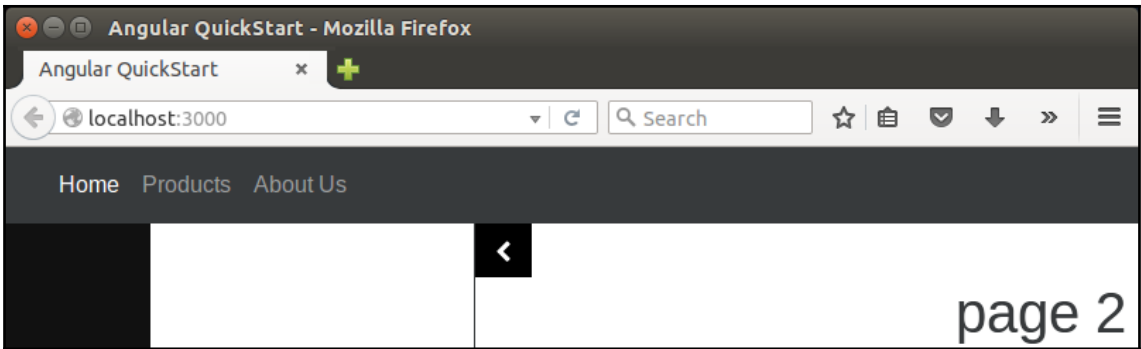 Angular QuickStart - Mozilla Firefox
Angular QuickStart
localhost:3000 Search
Home Products About Us
page 2